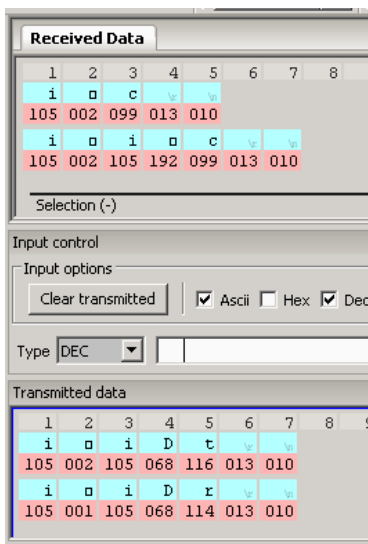 Received Data
1 2 3 4 5 6 7 8
i □ c \r \n
105 002 099 013 010
i □ i □ c \r \n
105 002 105 192 099 013 010
Selection (-)
Input control
Input options
Clear transmitted Ascii Hex Dec
Type DEC
Transmitted data
1 2 3 4 5 6 7 8 9
i □ i D t \r \n
105 002 105 068 116 013 010
i □ i D r \r \n
105 001 105 068 114 013 010